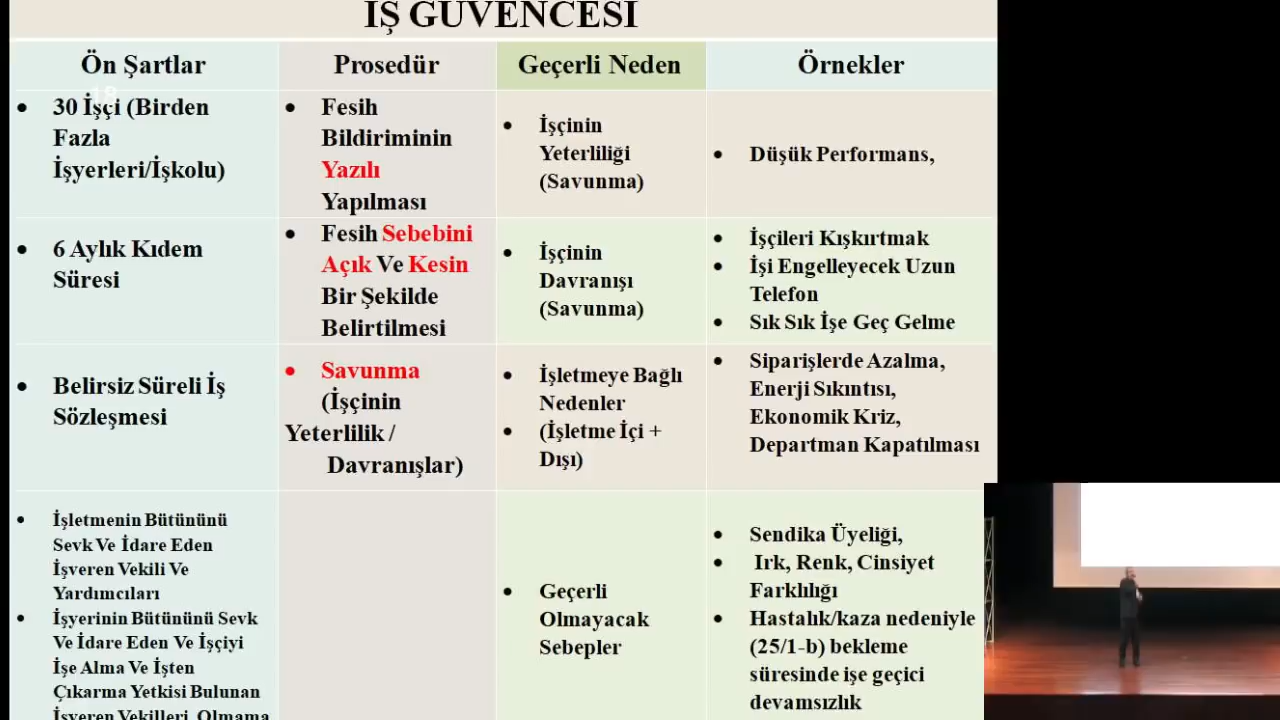 İŞ GÜVENCESİ
Ön Şartlar
Prosedür
Geçerli Neden
Örnekler
18
• 30 İşçi (Birden
Fazla
İşyerleri/İşkolu)
• Fesih
Bildiriminin
Yazılı
Yapılması
• İşçinin
Yeterliliği
(Savunma)
• Düşük Performans,
• 6 Aylık Kıdem
Süresi
• Fesih Sebebini
Açık Ve Kesin
Bir Şekilde
Belirtilmesi
• İşçinin
Davranışı
(Savunma)
• İşçileri Kışkırtmak
• İşi Engelleyecek Uzun
Telefon
• Sık Sık İşe Geç Gelme
• Belirsiz Süreli İş
Sözleşmesi
• Savunma
(İşçinin
Yeterlilik /
Davranışlar)
• İşletmeye Bağlı
Nedenler
• (İşletme İçi +
Dışı)
• Siparişlerde Azalma,
Enerji Sıkıntısı,
Ekonomik Kriz,
Departman Kapatılması
• İşletmenin Bütününü
Sevk Ve İdare Eden
İşveren Vekili Ve
Yardımcıları
• İşyerinin Bütününü Sevk
Ve İdare Eden Ve İşçiyi
İşe Alma Ve İşten
Çıkarma Yetkisi Bulunan
İşveren Vekilleri Olmama
• Geçerli
Olmayacak
Sebepler
• Sendika Üyeliği,
• Irk, Renk, Cinsiyet
Farklılığı
• Hastalık/kaza nedeniyle
(25/1-b) bekleme
süresinde işe geçici
devamsızlık